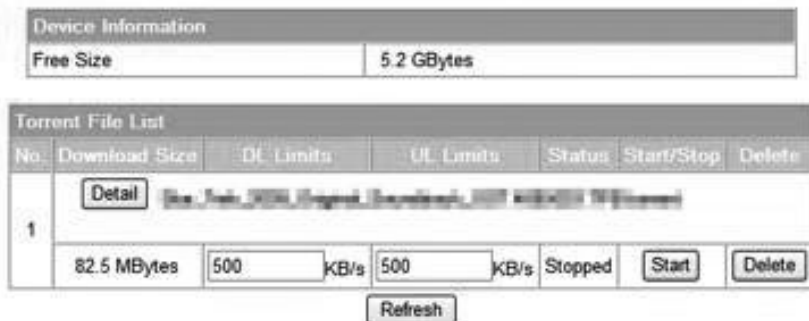 Device Information
Free Size 5.2 GBytes
Torrent File List
No. Download Size DL Limits UL Limits Status Start/Stop Delete
1 Detail
82.5 MBytes 500 KB/s 500 KB/s Stopped Start Delete
Refresh